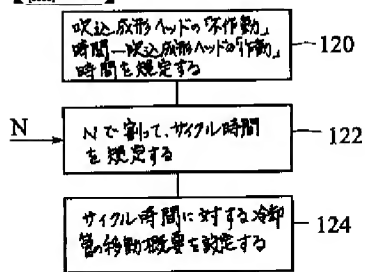 吹込成形ヘッドの「不作動」
時間—吹込成形ヘッドの「作動」
時間を規定する
120
N
Nで割って、サイクル時間
を規定する
122
サイクル時間に対する冷却
管の移動概要を設定する
124